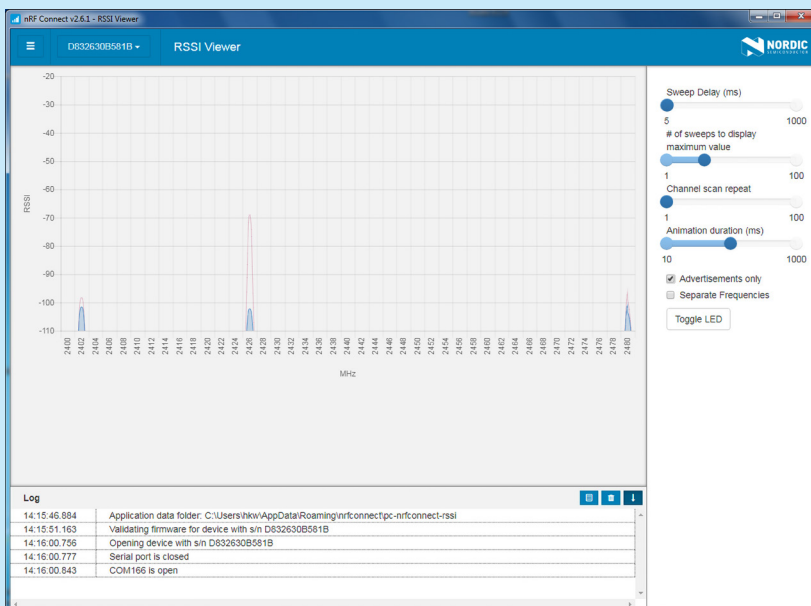 nRF Connect v2.6.1 - RSSI Viewer
D832630B581B
RSSI Viewer
NORDIC
SEMICONDUCTOR
-20
-30
-40
-50
-60
-70
-80
-90
-100
-110
RSSI
2400 2402 2404 2406 2408 2410 2412 2414 2416 2418 2420 2422 2424 2426 2428 2430 2432 2434 2436 2438 2440 2442 2444 2446 2448 2450 2452 2454 2456 2458 2460 2462 2464 2466 2468 2470 2472 2474 2476 2478 2480
MHz
Sweep Delay (ms)
5 1000
# of sweeps to display
maximum value
1 100
Channel scan repeat
1 100
Animation duration (ms)
10 1000
Advertisements only
Separate Frequencies
Toggle LED
Log
14:15:46.884 Application data folder: C:\Users\hkw\AppData\Roaming\nrfconnect\pc-nrfconnect-rssi
14:15:51.163 Validating firmware for device with s/n D832630B581B
14:16:00.756 Opening device with s/n D832630B581B
14:16:00.777 Serial port is closed
14:16:00.843 COM166 is open